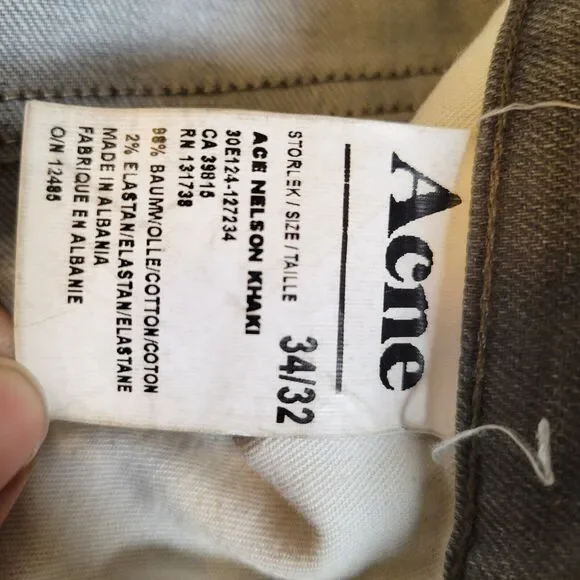 Acne
STORLEK / SIZE / TAILLE 34/32
ACE NELSON KHAKI
30E124-127234
CA 39815
RN 131738
98% BAUMWOLLE/COTTON/COTON
2% ELASTAN/ELASTAN/ELASTANE
MADE IN ALBANIA
FABRIQUE EN ALBANIE
O/N 12485